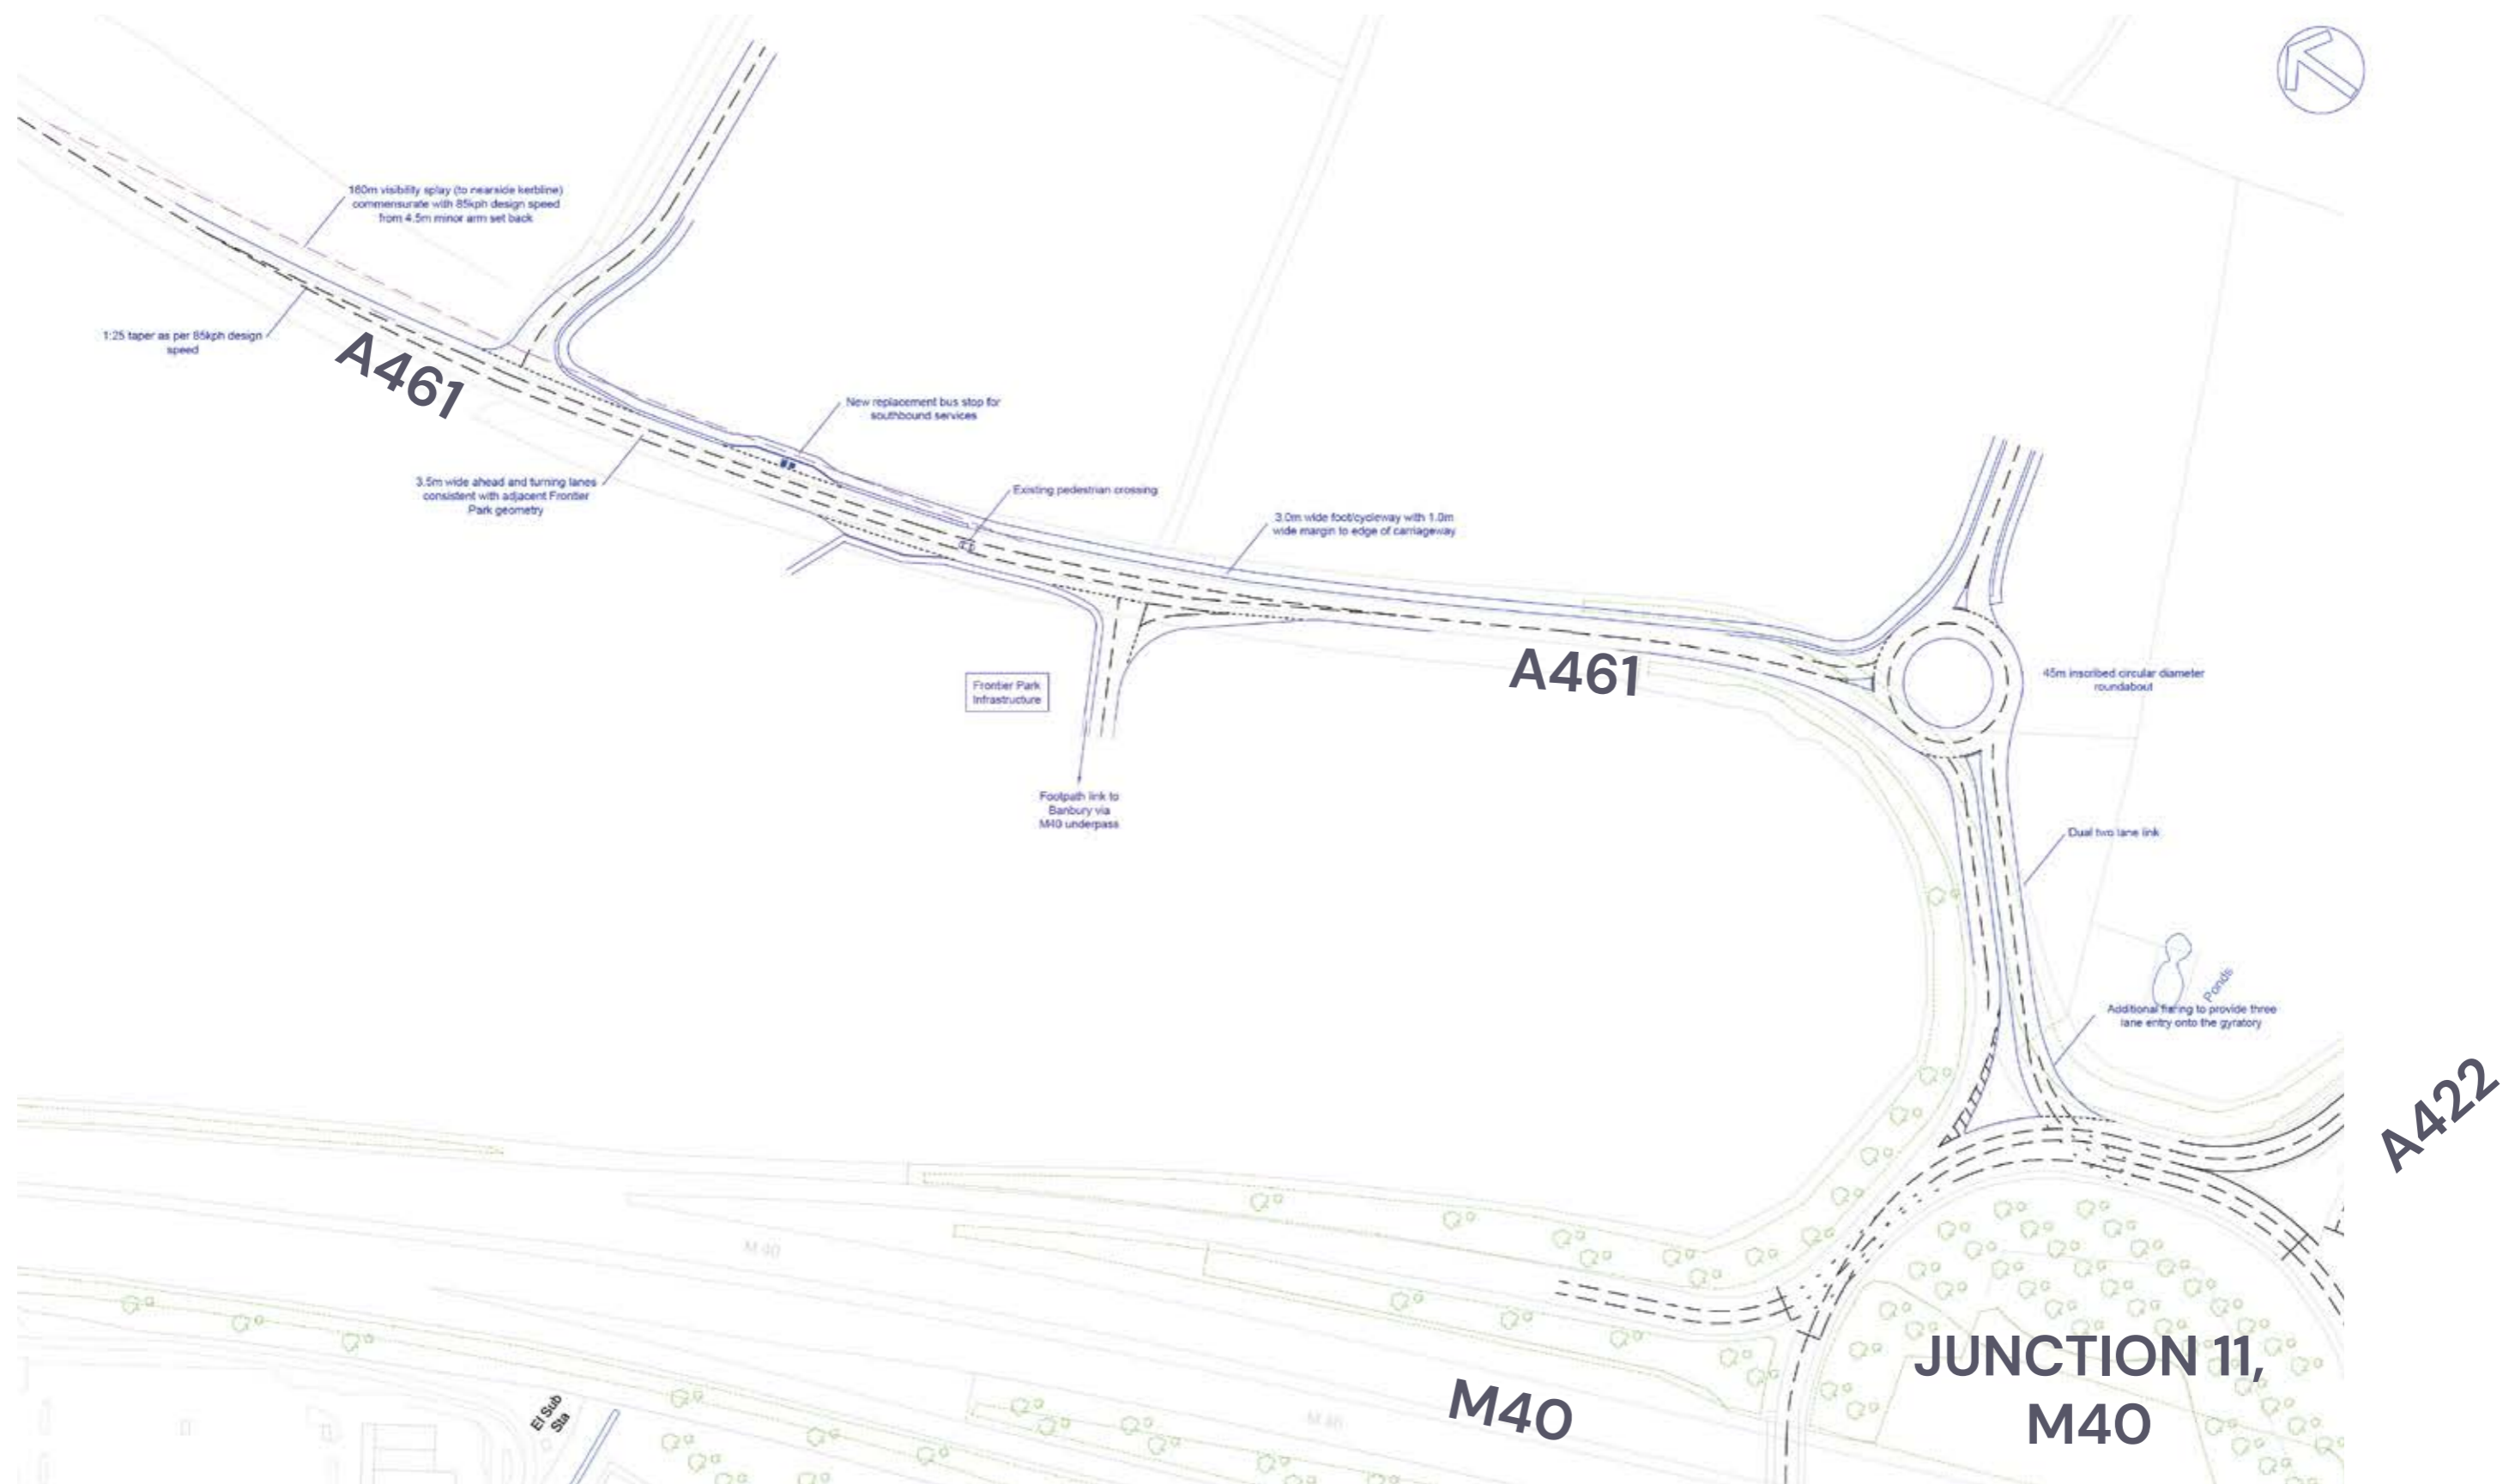 160m visibility splay (to nearside kerbline)
commensurate with 85kph design speed
from 4.5m minor arm set back
1:25 taper as per 85kph design
speed
A461
New replacement bus stop for
southbound services
3.5m wide ahead and turning lanes
consistent with adjacent Frontier
Park geometry
Existing pedestrian crossing
3.0m wide foot/cycleway with 1.0m
wide margin to edge of carriageway
A461
Frontier Park
Infrastructure
45m inscribed circular diameter
roundabout
Footpath link to
Banbury via
M40 underpass
Dual two lane link
Ponds
Additional flaring to provide three
lane entry onto the gyratory
A422
M 40
El Sub
Sta
M40
M 40
JUNCTION 11,
M40